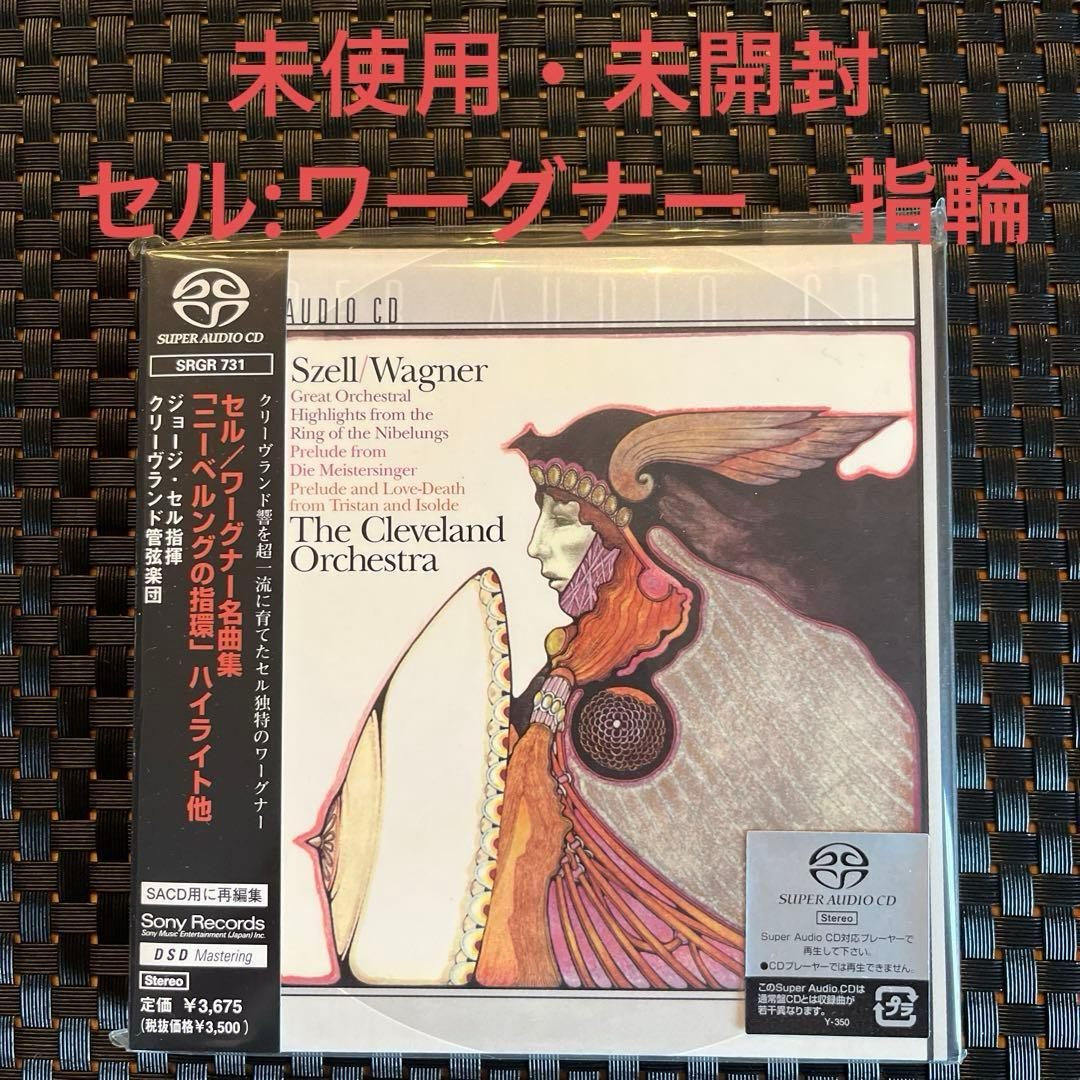 未使用・未開封
セル:ワーグナー 指輪
SUPER AUDIO CD
SRGR 731
クリーヴランド響を超一流に育てたセル独特のワーグナー
セル/ワーグナー名曲集
「ニーベルングの指環」ハイライト他
ジョージ・セル指揮
クリーヴランド管弦楽団
SACD用に再編集
Sony Records
Sony Music Entertainment (Japan) Inc.
DSD Mastering
Stereo
定価 ¥3,675
(税抜価格¥3,500)
AUDIO CD
AUDIO CD
Szell/Wagner
Great Orchestral
Highlights from the
Ring of the Nibelungs
Prelude from
Die Meistersinger
Prelude and Love-Death
from Tristan and Isolde
The Cleveland
Orchestra
SUPER AUDIO CD
Stereo
Super Audio CD対応プレーヤーで
再生して下さい。
●CDプレーヤーでは再生できません。
このSuper Audio CDは
通常盤CDとは収録曲が
若干異なります。
Y-350
プラ